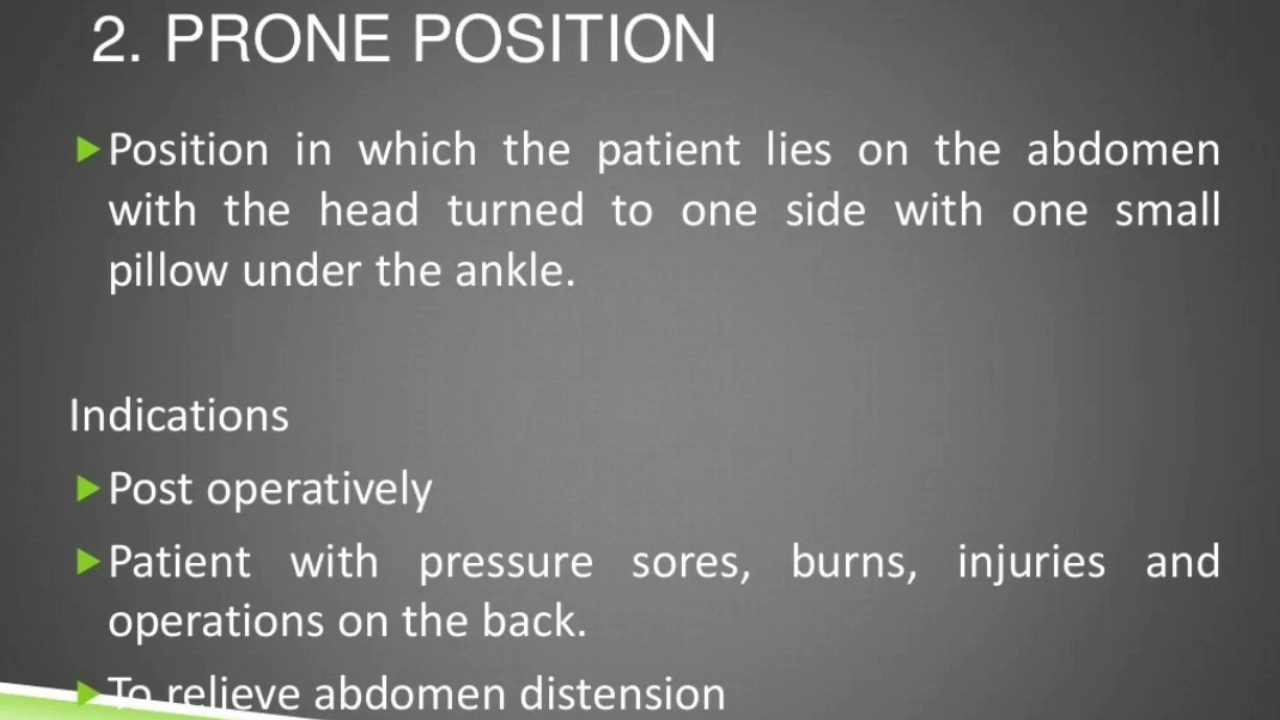 2. PRONE POSITION
Position in which the patient lies on the abdomen
with the head turned to one side with one small
pillow under the ankle.
Indications
Post operatively
Patient with pressure sores, burns, injuries and
operations on the back.
To relieve abdomen distension